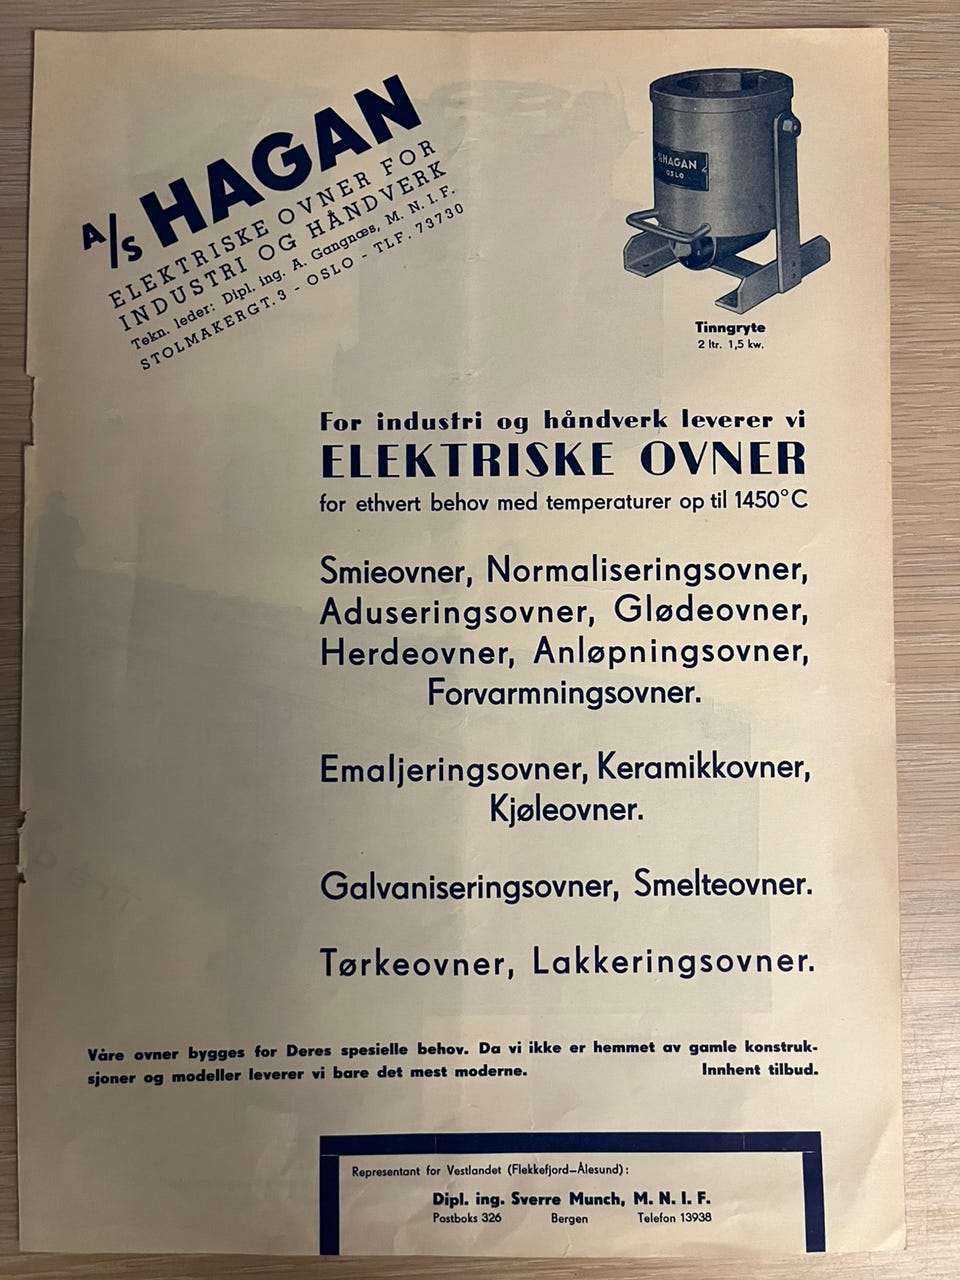 A/S HAGAN
ELEKTRISKE OVNER FOR
INDUSTRI OG HÅNDVERK
Tekn. leder: Dipl. ing. A. Gangnæs, M. N. I. F.
STOLMAKERGT. 3 - OSLO - TLF. 73730
A/S HAGAN
OSLO
Tinngryte
2 ltr. 1,5 kw.
For industri og håndverk leverer vi
ELEKTRISKE OVNER
for ethvert behov med temperaturer op til 1450°C
Smieovner, Normaliseringsovner,
Aduseringsovner, Glødeovner,
Herdeovner, Anløpningsovner,
Forvarmningsovner.
Emaljeringsovner, Keramikkovner,
Kjøleovner.
Galvaniseringsovner, Smelteovner.
Tørkeovner, Lakkeringsovner.
Våre ovner bygges for Deres spesielle behov. Da vi ikke er hemmet av gamle konstruk-
sjoner og modeller leverer vi bare det mest moderne. Innhent tilbud.
Representant for Vestlandet (Flekkefjord–Ålesund):
Dipl. ing. Sverre Munch, M. N. I. F.
Postboks 326 Bergen Telefon 13938